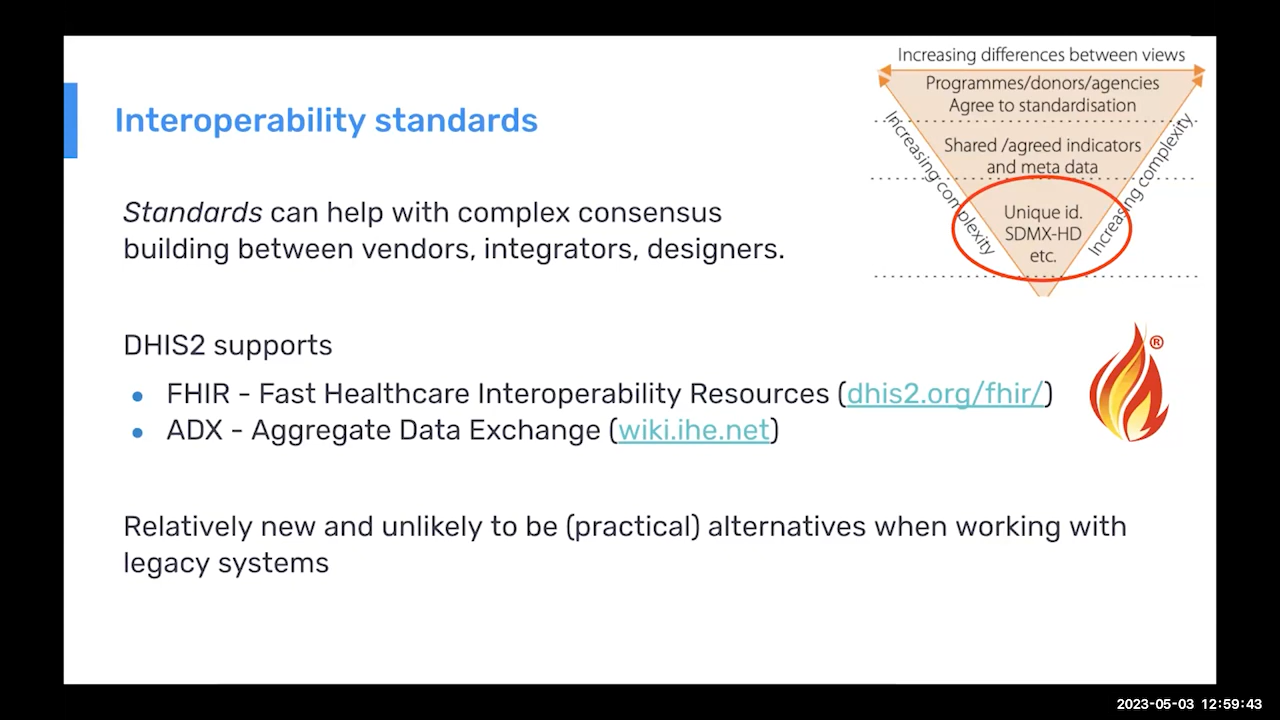 Increasing differences between views
Programmes/donors/agencies
Agree to standardisation
Shared /agreed indicators
and meta data
Unique id.
SDMX-HD
etc.
Increasing complexity
Increasing complexity
Interoperability standards
Standards can help with complex consensus
building between vendors, integrators, designers.
DHIS2 supports
• FHIR - Fast Healthcare Interoperability Resources (dhis2.org/fhir/)
• ADX - Aggregate Data Exchange (wiki.ihe.net)
®
Relatively new and unlikely to be (practical) alternatives when working with
legacy systems
2023-05-03 12:59:43